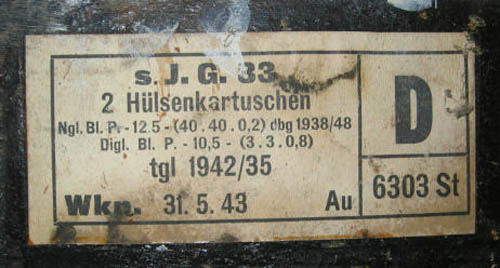 s. J. G. 33
2 Hülsenkartuschen
Ngl. Bl. P. - 12.5 - (40. 40. 0,2) dbg 1938/48
Digl. Bl. P. - 10,5 - (3. 3. 0,8)
tgl 1942/35
Wkn. 31. 5. 43 Au
D
6303 St